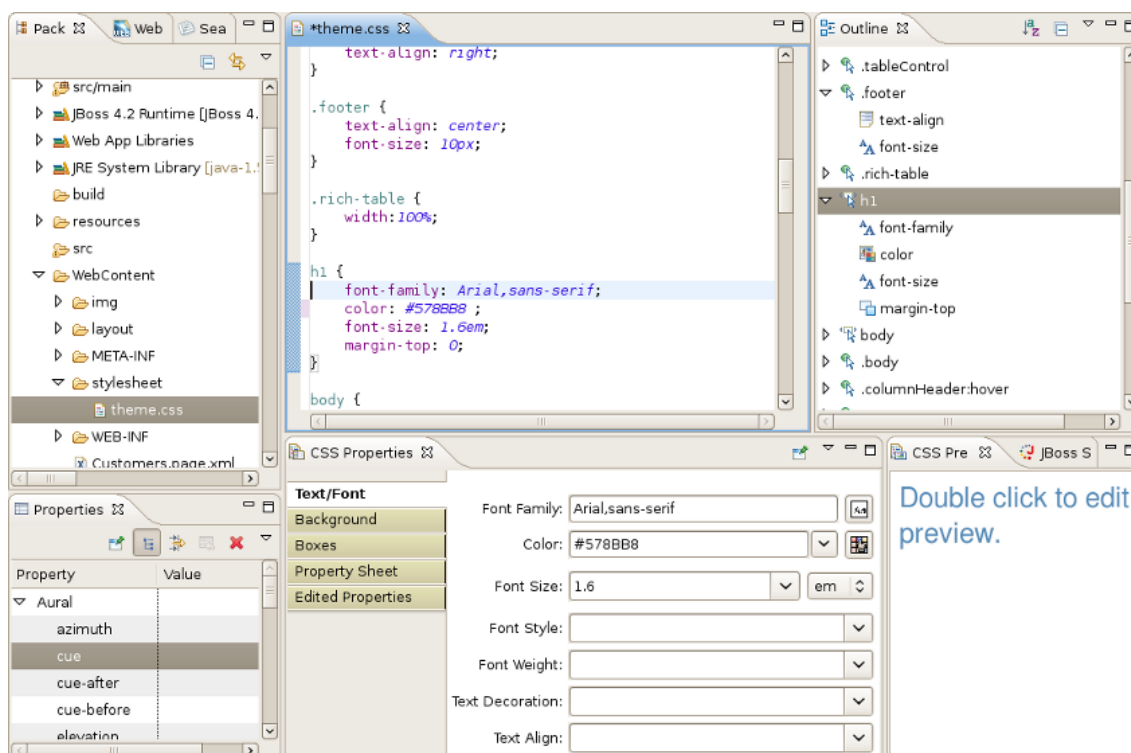 Pack
Web
Sea
src/main
JBoss 4.2 Runtime [JBoss 4.
Web App Libraries
JRE System Library [java-1.
build
resources
src
WebContent
img
layout
META-INF
stylesheet
theme.css
WEB-INF
Customers.page.xml
*theme.css
text-align: right;
}
.footer {
text-align: center;
font-size: 10px;
}
.rich-table {
width:100%;
}
h1 {
font-family: Arial,sans-serif;
color: #578BB8 ;
font-size: 1.6em;
margin-top: 0;
}
body {
Outline
.tableControl
.footer
text-align
font-size
.rich-table
h1
font-family
color
font-size
margin-top
body
.body
.columnHeader:hover
Properties
Property Value
Aural
azimuth
cue
cue-after
cue-before
elevation
CSS Properties
Text/Font
Background
Boxes
Property Sheet
Edited Properties
Font Family: Arial,sans-serif
Color: #578BB8
Font Size: 1.6 em
Font Style:
Font Weight:
Text Decoration:
Text Align:
CSS Pre
JBoss S
Double click to edit
preview.